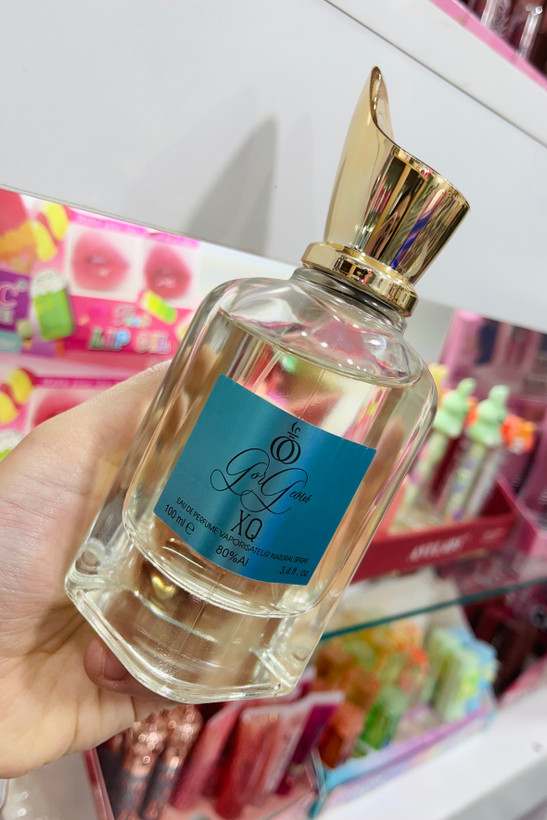 GorGeous
XQ
EAU DE PERFUME VAPORISATEUR NATURAL SPRAY
100 ml ℮
80%Al
3.4 fl. oz
LIP GEL